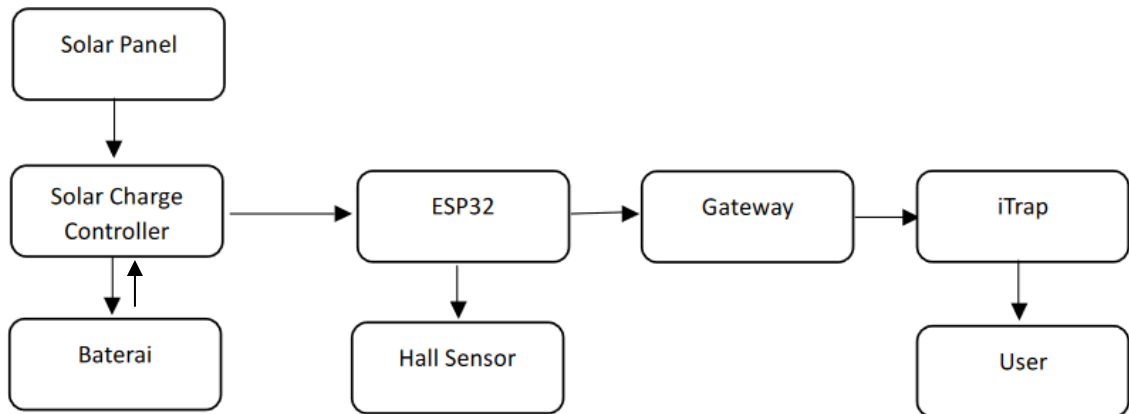 Solar Panel
Solar Charge
Controller
ESP32
Gateway
iTrap
Baterai
Hall Sensor
User